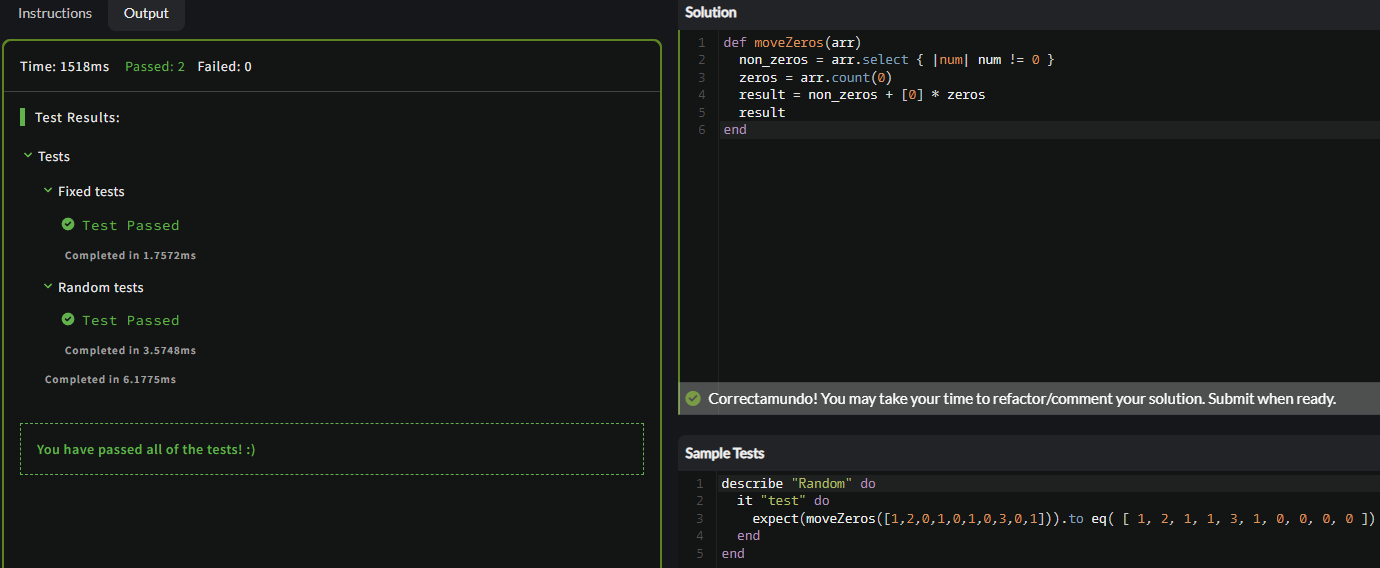 Instructions
Output
Time: 1518ms Passed: 2 Failed: 0
Test Results:
Tests
Fixed tests
Test Passed
Completed in 1.7572ms
Random tests
Test Passed
Completed in 3.5748ms
Completed in 6.1775ms
You have passed all of the tests! :)
Solution
1 def moveZeros(arr)
2 non_zeros = arr.select { |num| num != 0 }
3 zeros = arr.count(0)
4 result = non_zeros + [0] * zeros
5 result
6 end
Correctamundo! You may take your time to refactor/comment your solution. Submit when ready.
Sample Tests
1 describe "Random" do
2 it "test" do
3 expect(moveZeros([1,2,0,1,0,1,0,3,0,1])).to eq( [ 1, 2, 1, 1, 3, 1, 0, 0, 0, 0 ])
4 end
5 end